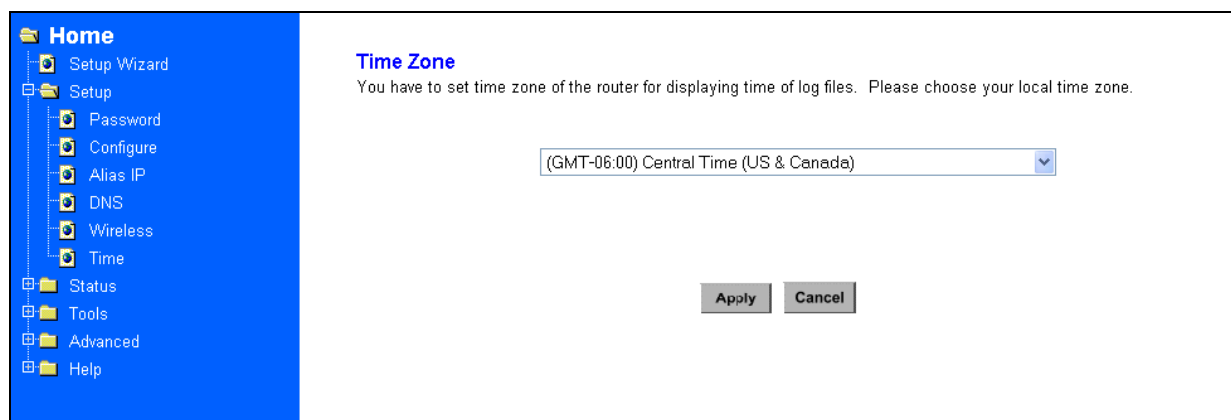 Home
Setup Wizard
Setup
Password
Configure
Alias IP
DNS
Wireless
Time
Status
Tools
Advanced
Help
Time Zone
You have to set time zone of the router for displaying time of log files. Please choose your local time zone.
(GMT-06:00) Central Time (US & Canada)
Apply Cancel